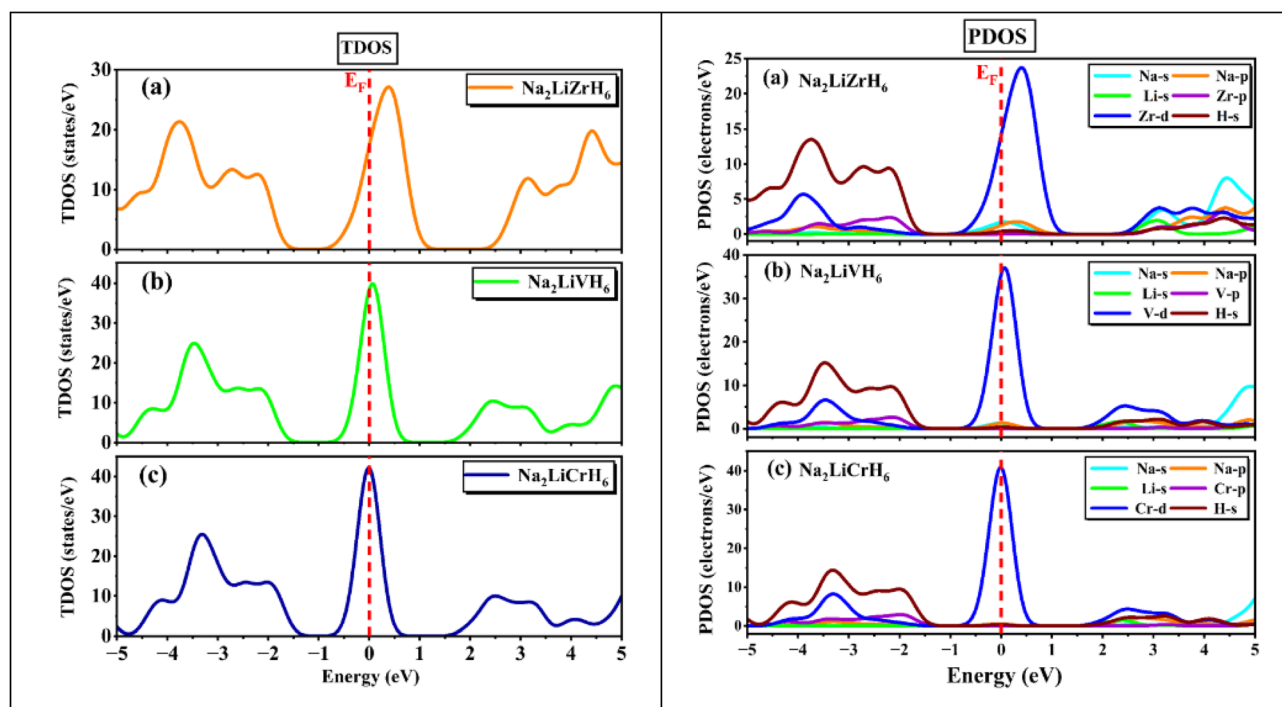 TDOS
(a)
E_F
Na₂LiZrH₆
TDOS (states/eV)
30
20
10
0
(b)
Na₂LiVH₆
TDOS (states/eV)
40
30
20
10
0
(c)
Na₂LiCrH₆
TDOS (states/eV)
40
30
20
10
0
−5 −4 −3 −2 −1 0 1 2 3 4 5
Energy (eV)
PDOS
(a) Na₂LiZrH₆
E_F
Na-s Na-p
Li-s Zr-p
Zr-d H-s
PDOS (electrons/eV)
25
20
15
10
5
0
(b) Na₂LiVH₆
Na-s Na-p
Li-s V-p
V-d H-s
PDOS (electrons/eV)
40
30
20
10
0
(c) Na₂LiCrH₆
Na-s Na-p
Li-s Cr-p
Cr-d H-s
PDOS (electrons/eV)
40
30
20
10
0
−5 −4 −3 −2 −1 0 1 2 3 4 5
Energy (eV)